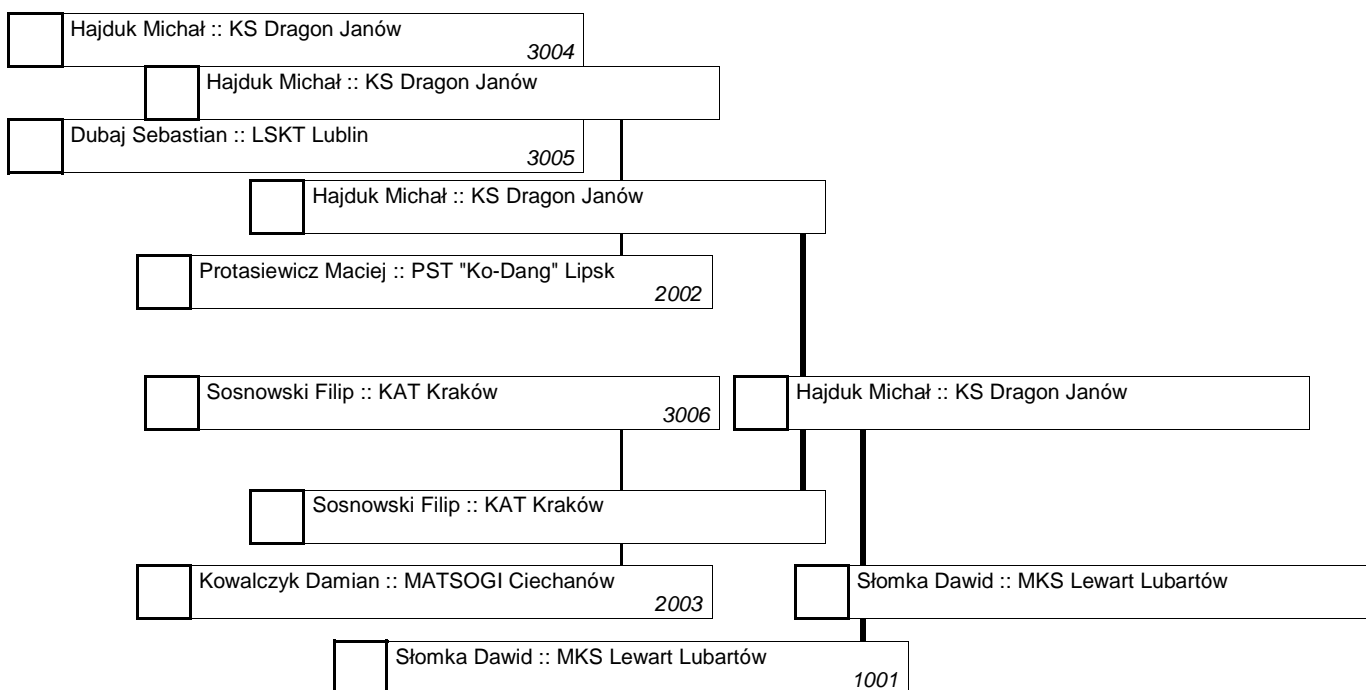 Hajduk Michał :: KS Dragon Janów
3004
Hajduk Michał :: KS Dragon Janów
Dubaj Sebastian :: LSKT Lublin
3005
Hajduk Michał :: KS Dragon Janów
Protasiewicz Maciej :: PST "Ko-Dang" Lipsk
2002
Sosnowski Filip :: KAT Kraków
3006
Hajduk Michał :: KS Dragon Janów
Sosnowski Filip :: KAT Kraków
Kowalczyk Damian :: MATSOGI Ciechanów
2003
Słomka Dawid :: MKS Lewart Lubartów
Słomka Dawid :: MKS Lewart Lubartów
1001